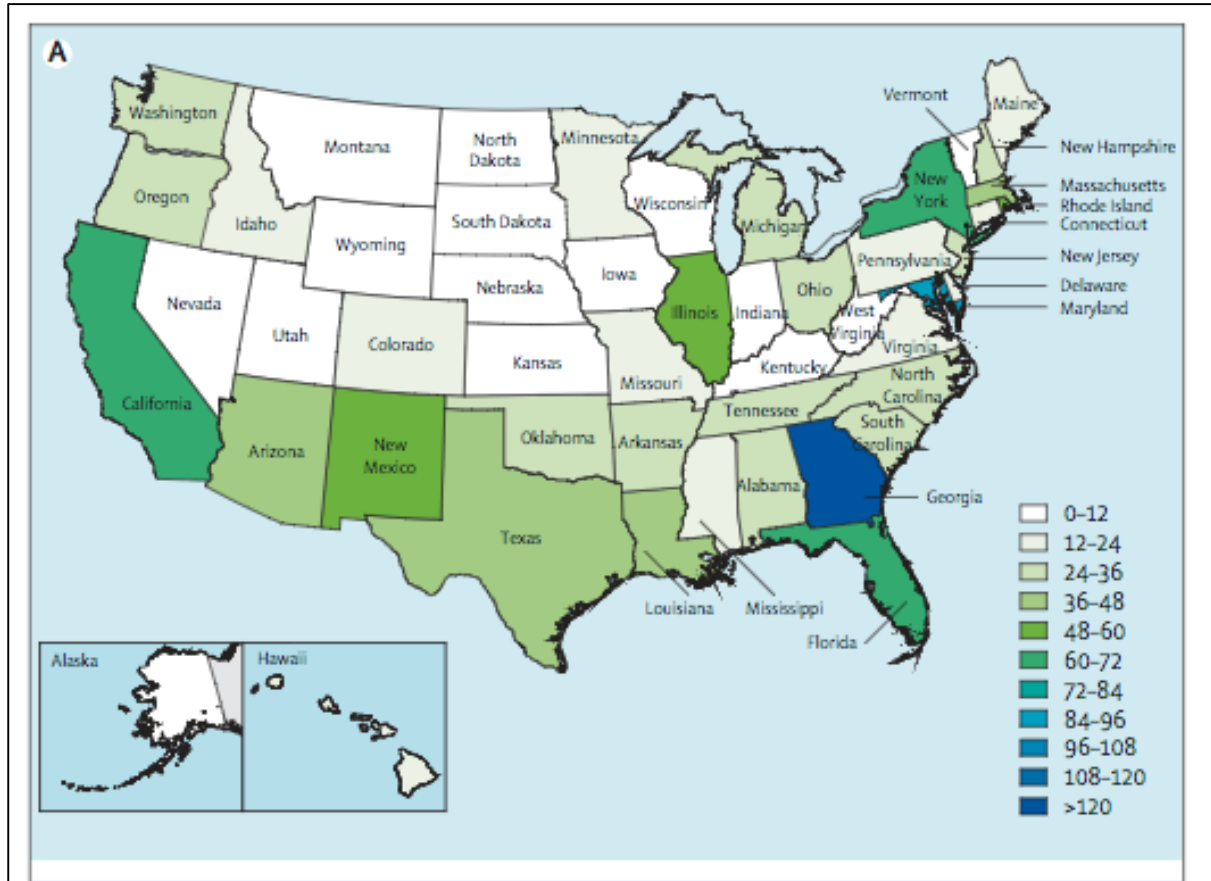 A
Washington
Montana
North
Dakota
Minnesota
Vermont
Maine
New Hampshire
Massachusetts
Rhode Island
Connecticut
New Jersey
Delaware
Maryland
Oregon
Idaho
Wyoming
South Dakota
Wisconsin
Michigan
New
York
Nevada
Utah
Colorado
Nebraska
Iowa
Illinois
Indiana
Ohio
Pennsylvania
West
Virginia
Virginia
California
Kansas
Missouri
Kentucky
North
Carolina
Tennessee
South
Carolina
Arizona
New
Mexico
Oklahoma
Arkansas
Alabama
Georgia
Texas
Louisiana
Mississippi
Florida
Alaska
Hawaii
0–12
12–24
24–36
36–48
48–60
60–72
72–84
84–96
96–108
108–120
>120